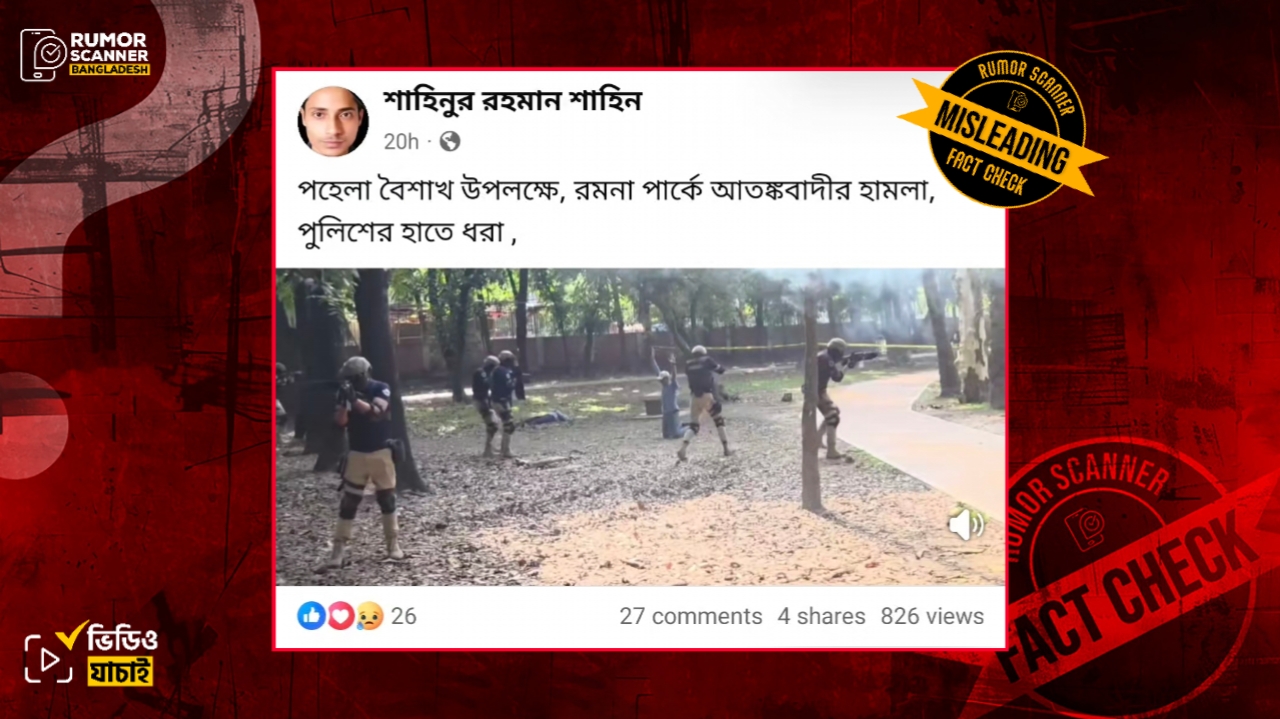 RUMOR
SCANNER
BANGLADESH
শাহিনুর রহমান শাহিন
20h ·
পহেলা বৈশাখ উপলক্ষে, রমনা পার্কে আতঙ্কবাদীর হামলা,
পুলিশের হাতে ধরা ,
RUMOR SCANNER
MISLEADING
FACT CHECK
26
27 comments 4 shares 826 views
ভিডিও
যাচাই
RUMOR SCANNER
FACT CHECK